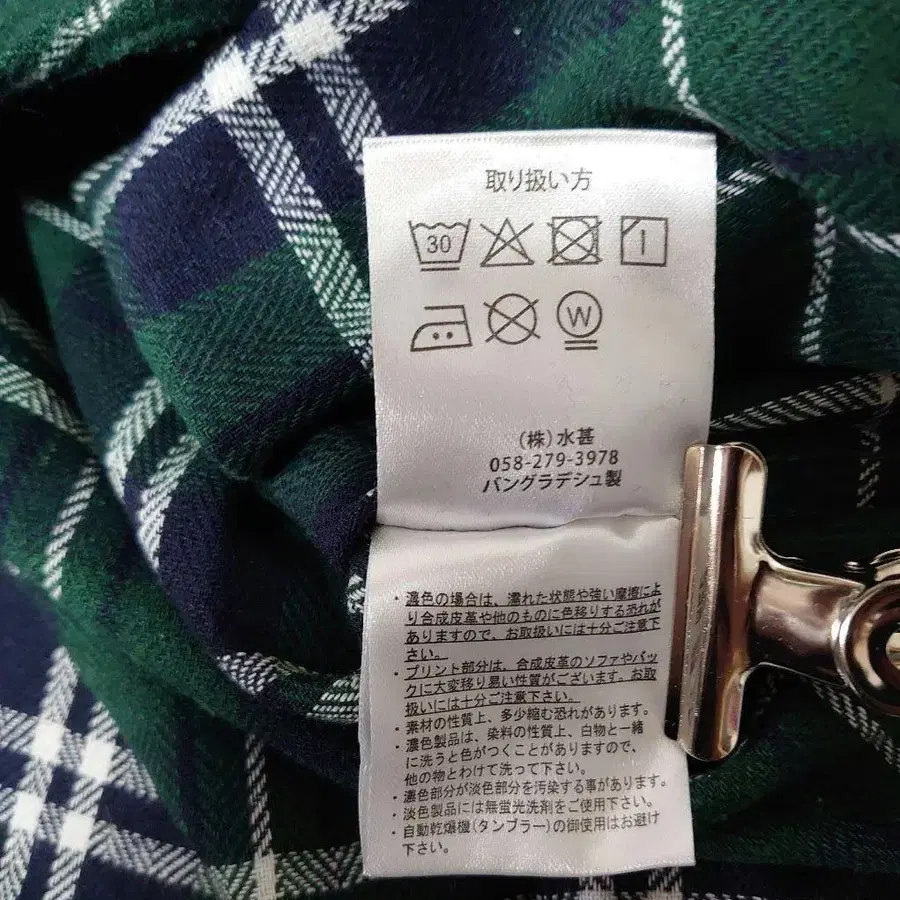 取り扱い方
30
W
(株)水甚
058-279-3978
バングラデシュ製
・濃色の場合は、濡れた状態や強い摩擦によ
り合成皮革や他のものに色移りする恐れが
ありますので、お取扱いには十分ご注意下
さい。
・プリント部分は、合成皮革のソファやバッ
クに大変移り易い性質がございます。お取
扱いには十分ご注意下さい。
・素材の性質上、多少縮む恐れがあります。
・濃色製品は、染料の性質上、白物と一緒
に洗うと色がつくことがありますので、
他の物とわけて洗って下さい。
・濃色部分が淡色部分を汚染する事があります。
・淡色製品には無蛍光洗剤をご使用下さい。
・自動乾燥機(タンブラー)の御使用はお避け
下さい。